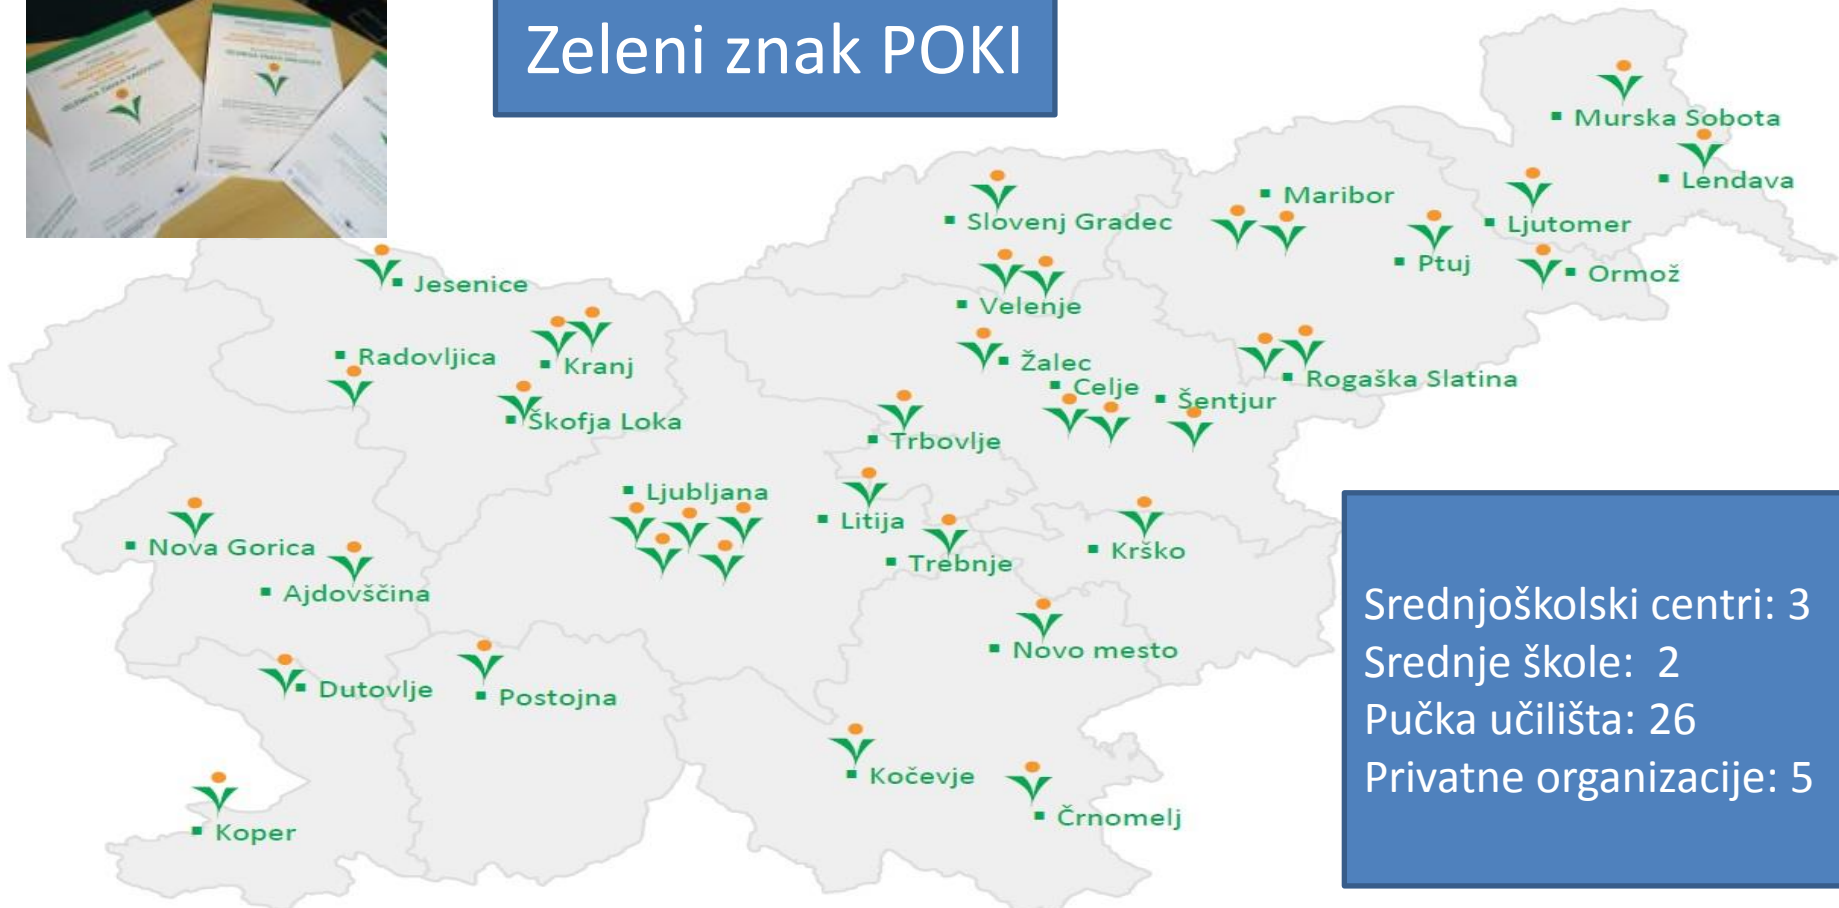 Zeleni znak POKI
Murska Sobota
Lendava
Maribor
Slovenj Gradec
Ljutomer
Ptuj
Ormož
Jesenice
Velenje
Radovljica
Kranj
Žalec
Celje
Rogaška Slatina
Šentjur
Škofja Loka
Trbovlje
Ljubljana
Litija
Nova Gorica
Krško
Trebnje
Ajdovščina
Novo mesto
Dutovlje
Postojna
Kočevje
Črnomelj
Koper
Srednjoškolski centri: 3
Srednje škole: 2
Pučka učilišta: 26
Privatne organizacije: 5